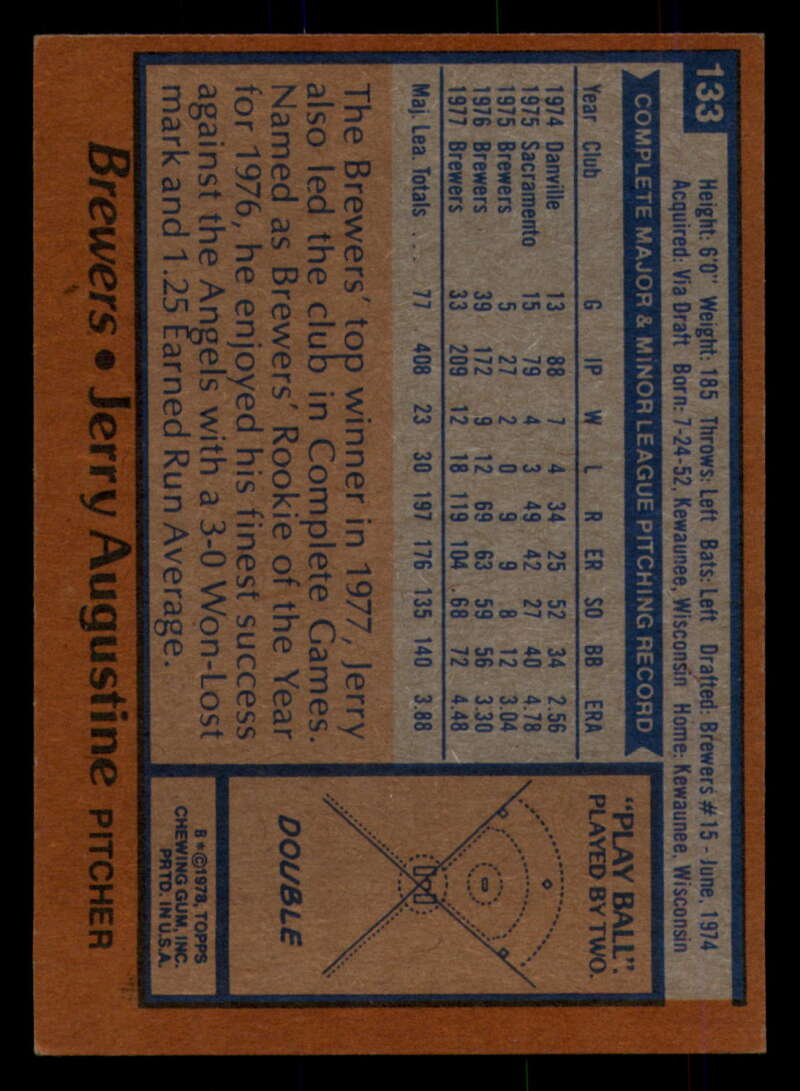 133
Height: 6'0" Weight: 185 Throws: Left Bats: Left Drafted: Brewers #15 - June, 1974
Acquired: Via Draft Born: 7-24-52, Kewaunee, Wisconsin Home: Kewaunee, Wisconsin
COMPLETE MAJOR & MINOR LEAGUE PITCHING RECORD
Year Club G IP W L R ER SO BB ERA
1974 Danville 13 88 7 4 34 25 52 34 2.56
1975 Sacramento 15 79 4 3 49 42 27 40 4.78
1975 Brewers 5 27 2 0 9 9 8 12 3.04
1976 Brewers 39 172 9 12 69 63 59 56 3.30
1977 Brewers 33 209 12 18 119 104 68 72 4.48
Maj. Lea. Totals .... 77 408 23 30 197 176 135 140 3.88
The Brewers' top winner in 1977, Jerry
also led the club in Complete Games.
Named as Brewers' Rookie of the Year
for 1976, he enjoyed his finest success
against the Angels with a 3-0 Won-Lost
mark and 1.25 Earned Run Average.
"PLAY BALL".
PLAYED BY TWO.
DOUBLE
B*©1978, TOPPS
CHEWING GUM, INC.
PRTD. IN U.S.A.
Brewers • Jerry Augustine PITCHER